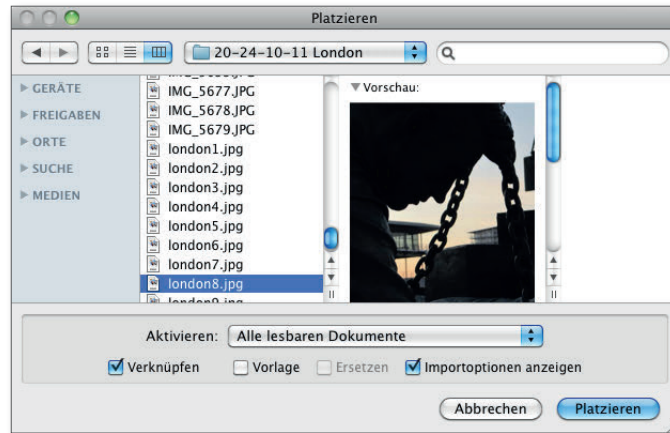 Platzieren
20-24-10-11 London
GERÄTE
FREIGABEN
ORTE
SUCHE
MEDIEN
IMG_5677.JPG
IMG_5678.JPG
IMG_5679.JPG
london1.jpg
london2.jpg
london3.jpg
london4.jpg
london5.jpg
london6.jpg
london7.jpg
london8.jpg
Vorschau:
Aktivieren: Alle lesbaren Dokumente
Verknüpfen Vorlage Ersetzen Importoptionen anzeigen
Abbrechen Platzieren